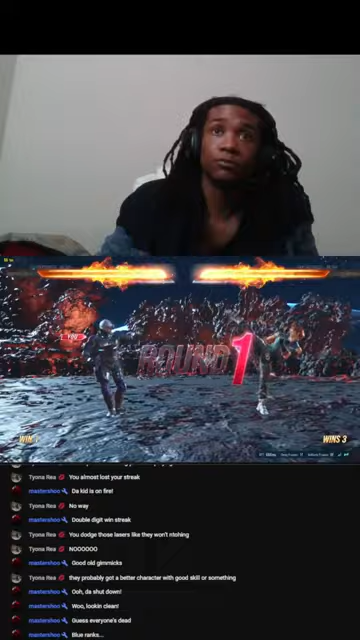 ROUND 1
WIN
WINS 3
Tyona Rea You almost lost your streak
mastershoo Da kid is on fire!
Tyona Rea No way
mastershoo Double digit win streak
Tyona Rea You dodge those lasers like they won't ntshing
Tyona Rea NOOOOOO
mastershoo Good old gimmicks
Tyona Rea they probably got a better character with good skill or something
mastershoo Ooh, da shut down!
mastershoo Woo, lookin clean!
mastershoo Guess everyone's dead
mastershoo Blue ranks...